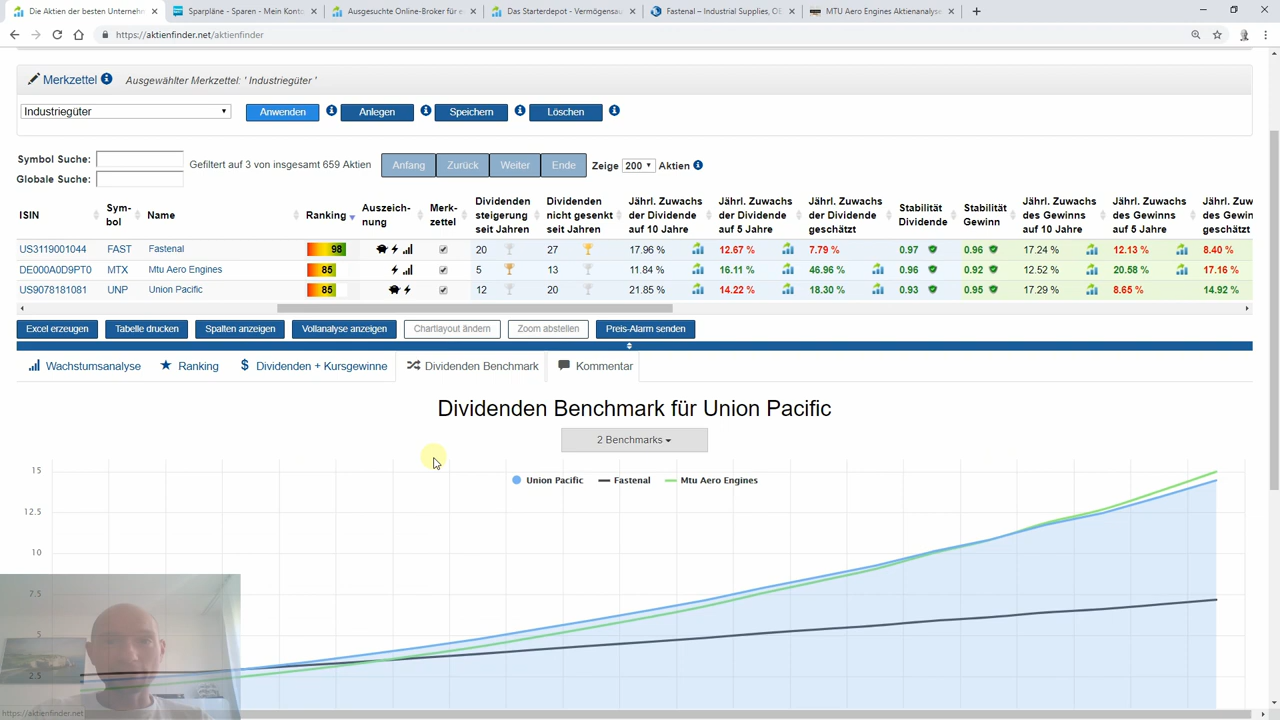 Die Aktien der besten Unternehm
Sparpläne - Sparen - Mein Konto
Ausgesuchte Online-Broker für e
Das Starterdepot - Vermögensau
Fastenal – Industrial Supplies, OE
MTU Aero Engines Aktienanalyse
https://aktienfinder.net/aktienfinder
Merkzettel Ausgewählter Merkzettel: ' Industriegüter '
Industriegüter Anwenden Anlegen Speichern Löschen
Symbol Suche: Gefiltert auf 3 von insgesamt 659 Aktien Anfang Zurück Weiter Ende Zeige 200 Aktien
Globale Suche:
ISIN
Sym-
bol
Name
Ranking
Auszeich-
nung
Merk-
zettel
Dividenden
steigerung
seit Jahren
Dividenden
nicht gesenkt
seit Jahren
Jährl. Zuwachs
der Dividende
auf 10 Jahre
Jährl. Zuwachs
der Dividende
auf 5 Jahre
Jährl. Zuwachs
der Dividende
geschätzt
Stabilität
Dividende
Stabilität
Gewinn
Jährl. Zuwachs
des Gewinns
auf 10 Jahre
Jährl. Zuwachs
des Gewinns
auf 5 Jahre
Jährl. Zuw
des Gewin
geschätzt
US3119001044 FAST Fastenal 98 20 27 17.96 % 12.67 % 7.79 % 0.97 0.96 17.24 % 12.13 % 8.40 %
DE000A0D9PT0 MTX Mtu Aero Engines 85 2 13 11.84 % 16.11 % 46.96 % 0.96 0.92 12.52 % 20.58 % 17.16 %
US9078181081 UNP Union Pacific 85 12 20 21.85 % 14.22 % 18.30 % 0.93 0.95 17.29 % 8.65 % 14.92 %
Excel erzeugen Tabelle drucken Spalten anzeigen Vollanalyse anzeigen Chartlayout ändern Zoom abstellen Preis-Alarm senden
Wachstumsanalyse Ranking Dividenden + Kursgewinne Dividenden Benchmark Kommentar
Dividenden Benchmark für Union Pacific
2 Benchmarks
15
Union Pacific Fastenal Mtu Aero Engines
12.5
10
7.5
5
2.5
https://aktienfinder.net